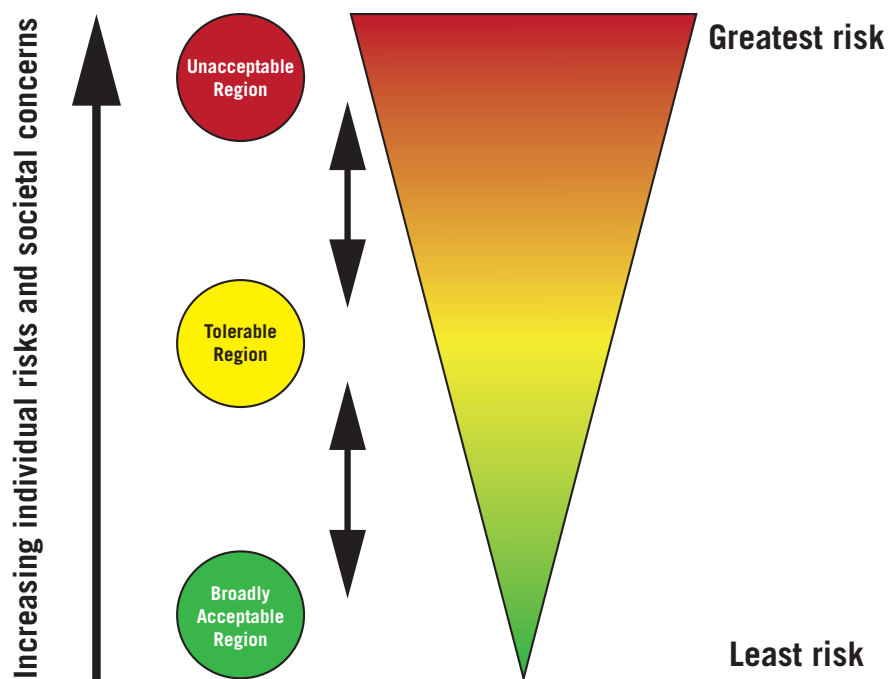 Increasing individual risks and societal concerns
Unacceptable
Region
Greatest risk
Tolerable
Region
Broadly
Acceptable
Region
Least risk